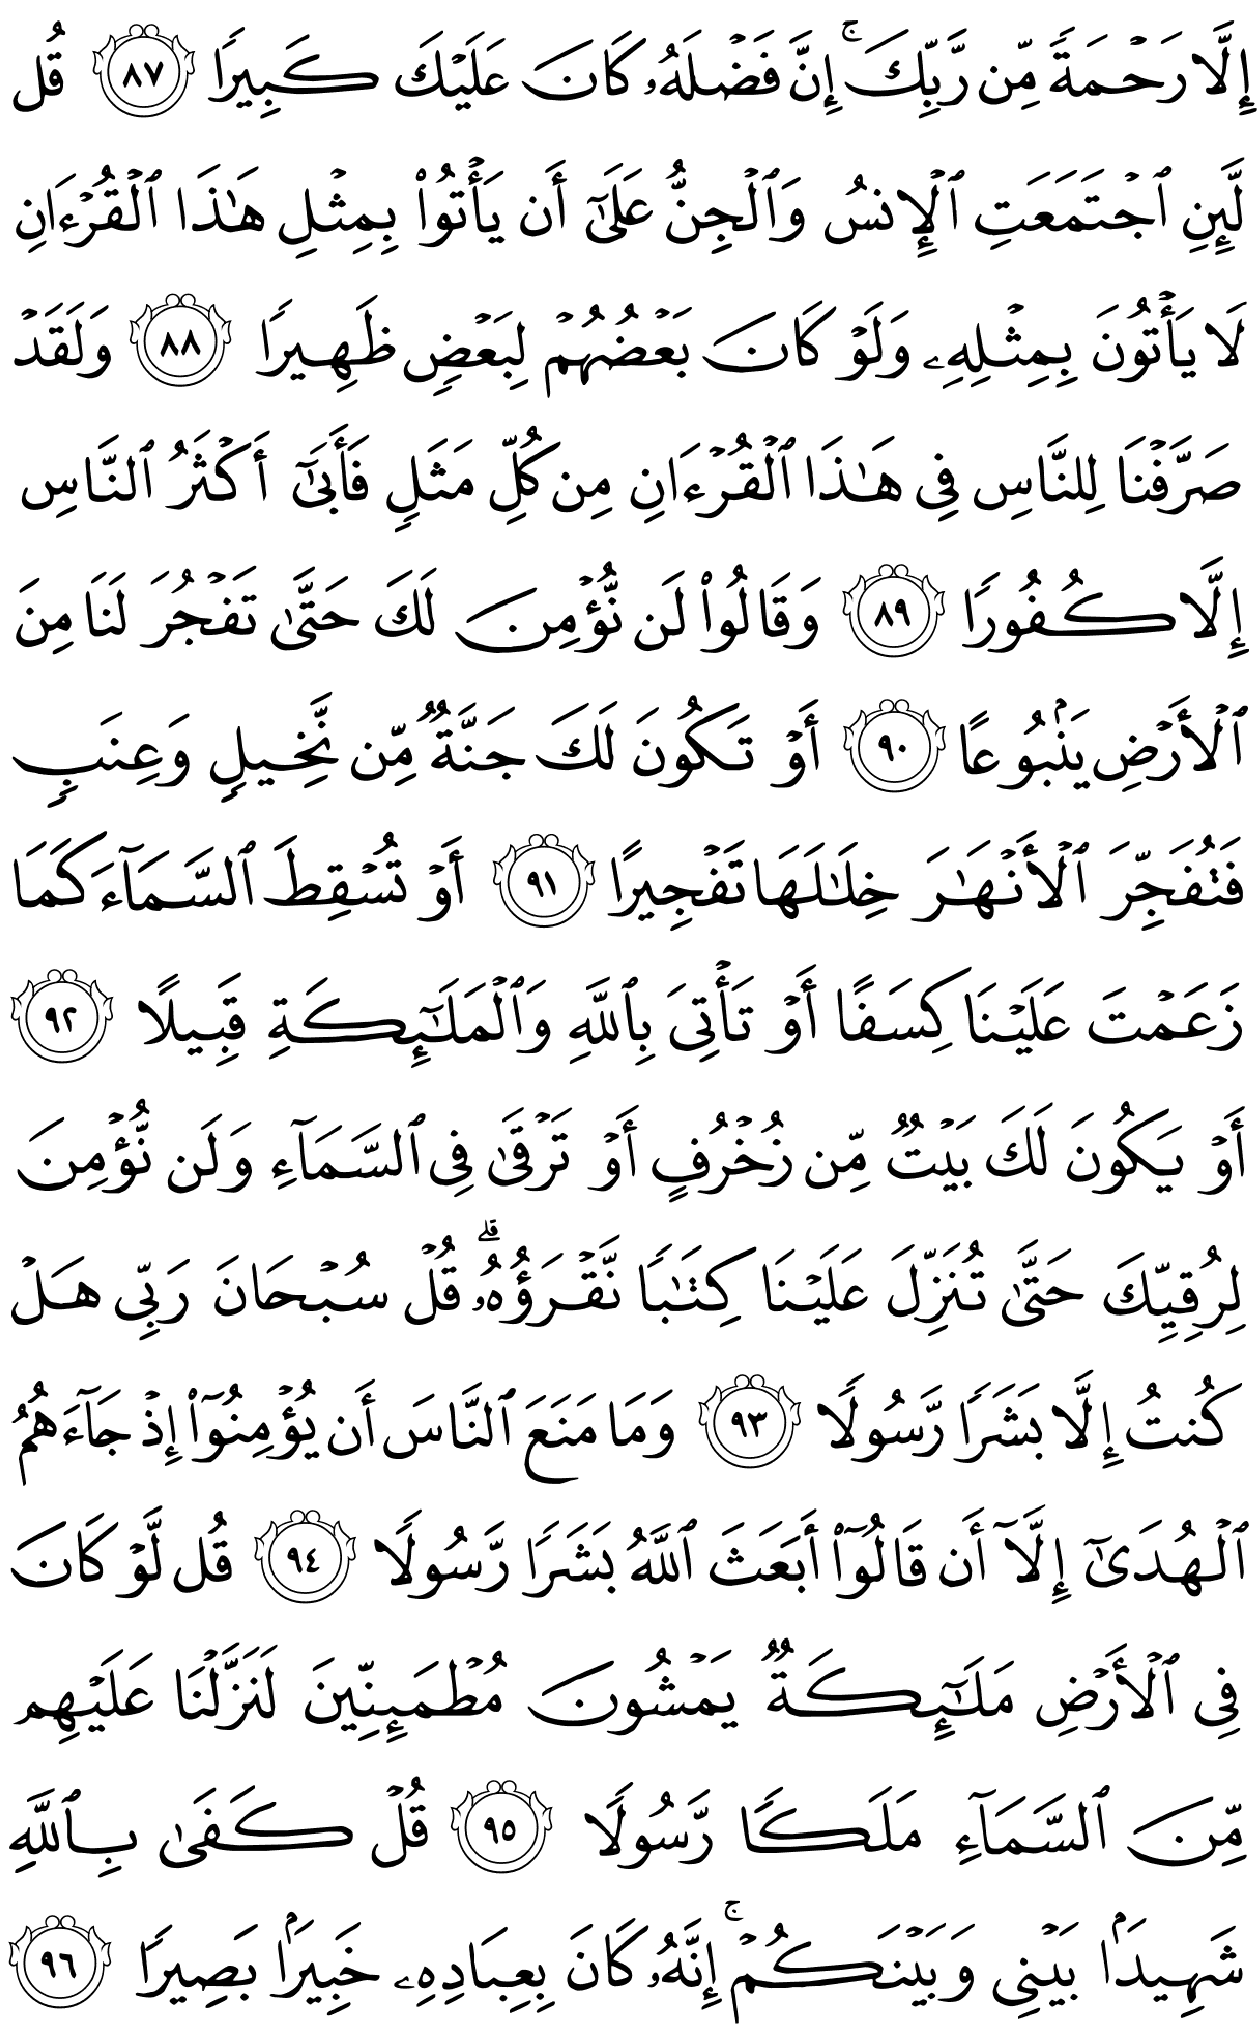 إِلَّا رَحۡمَةٗ مِّن رَّبِّكَۚ إِنَّ فَضۡلَهُۥ كَانَ عَلَيۡكَ كَبِيرٗا ٨٧ قُل
لَّئِنِ ٱجۡتَمَعَتِ ٱلۡإِنسُ وَٱلۡجِنُّ عَلَىٰٓ أَن يَأۡتُواْ بِمِثۡلِ هَٰذَا ٱلۡقُرۡءَانِ
لَا يَأۡتُونَ بِمِثۡلِهِۦ وَلَوۡ كَانَ بَعۡضُهُمۡ لِبَعۡضٖ ظَهِيرٗا ٨٨ وَلَقَدۡ
صَرَّفۡنَا لِلنَّاسِ فِي هَٰذَا ٱلۡقُرۡءَانِ مِن كُلِّ مَثَلٖ فَأَبَىٰٓ أَكۡثَرُ ٱلنَّاسِ
إِلَّا كُفُورٗا ٨٩ وَقَالُواْ لَن نُّؤۡمِنَ لَكَ حَتَّىٰ تَفۡجُرَ لَنَا مِنَ
ٱلۡأَرۡضِ يَنۢبُوعًا ٩٠ أَوۡ تَكُونَ لَكَ جَنَّةٞ مِّن نَّخِيلٖ وَعِنَبٖ
فَتُفَجِّرَ ٱلۡأَنۡهَٰرَ خِلَٰلَهَا تَفۡجِيرًا ٩١ أَوۡ تُسۡقِطَ ٱلسَّمَآءَ كَمَا
زَعَمۡتَ عَلَيۡنَا كِسَفًا أَوۡ تَأۡتِيَ بِٱللَّهِ وَٱلۡمَلَٰٓئِكَةِ قَبِيلًا ٩٢
أَوۡ يَكُونَ لَكَ بَيۡتٞ مِّن زُخۡرُفٍ أَوۡ تَرۡقَىٰ فِي ٱلسَّمَآءِ وَلَن نُّؤۡمِنَ
لِرُقِيِّكَ حَتَّىٰ تُنَزِّلَ عَلَيۡنَا كِتَٰبٗا نَّقۡرَؤُهُۥۗ قُلۡ سُبۡحَانَ رَبِّي هَلۡ
كُنتُ إِلَّا بَشَرٗا رَّسُولٗا ٩٣ وَمَا مَنَعَ ٱلنَّاسَ أَن يُؤۡمِنُوٓاْ إِذۡ جَآءَهُمُ
ٱلۡهُدَىٰٓ إِلَّآ أَن قَالُوٓاْ أَبَعَثَ ٱللَّهُ بَشَرٗا رَّسُولٗا ٩٤ قُل لَّوۡ كَانَ
فِي ٱلۡأَرۡضِ مَلَٰٓئِكَةٞ يَمۡشُونَ مُطۡمَئِنِّينَ لَنَزَّلۡنَا عَلَيۡهِم
مِّنَ ٱلسَّمَآءِ مَلَكٗا رَّسُولٗا ٩٥ قُلۡ كَفَىٰ بِٱللَّهِ
شَهِيدَۢا بَيۡنِي وَبَيۡنَكُمۡۚ إِنَّهُۥ كَانَ بِعِبَادِهِۦ خَبِيرَۢا بَصِيرٗا ٩٦